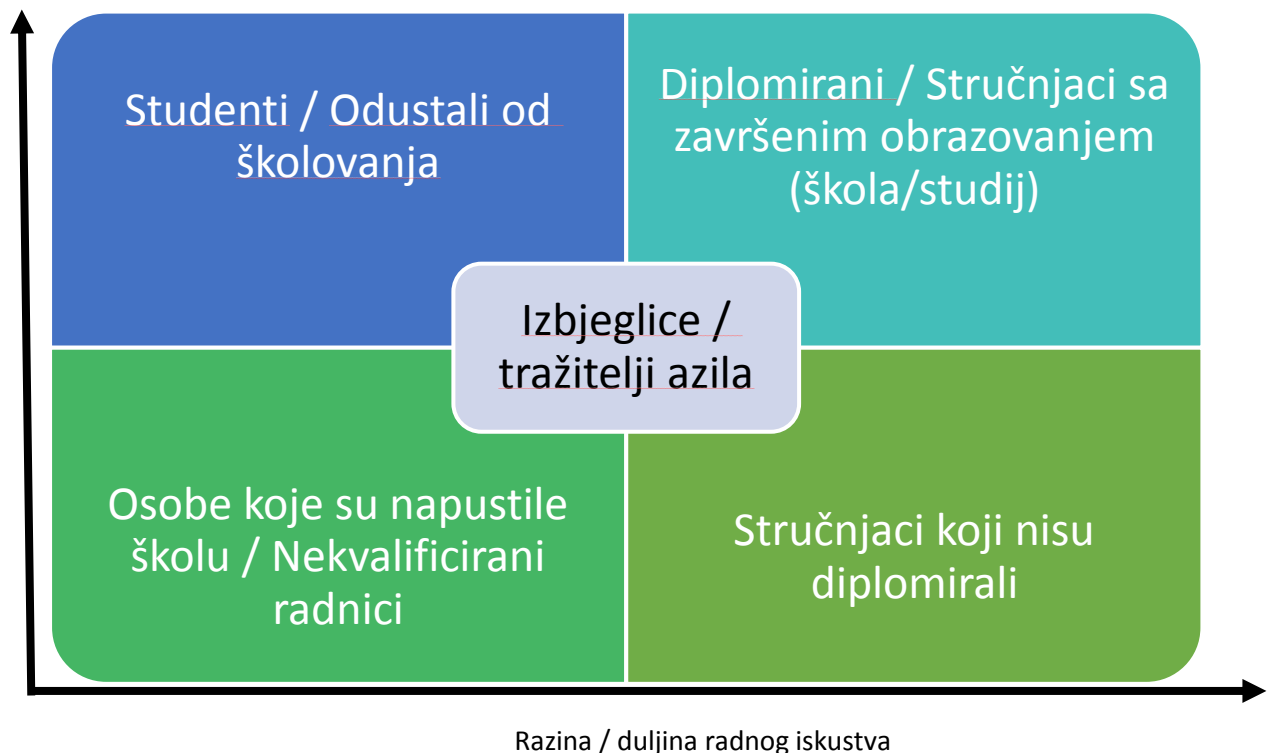 Studenti / Odustali od
školovanja
Diplomirani / Stručnjaci sa
završenim obrazovanjem
(škola/studij)
Izbjeglice /
tražitelji azila
Osobe koje su napustile
školu / Nekvalificirani
radnici
Stručnjaci koji nisu
diplomirali
Razina / duljina radnog iskustva